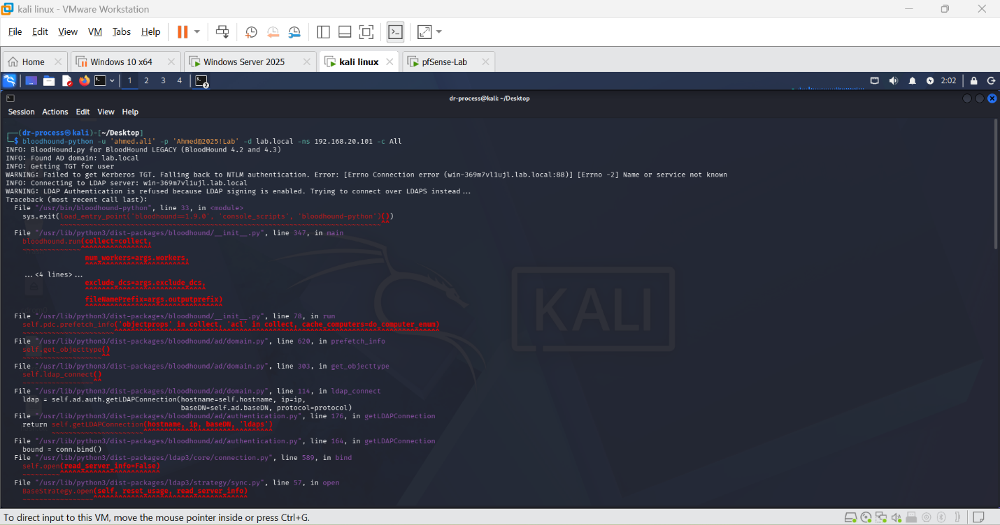 kali linux - VMware Workstation
File Edit View VM Tabs Help
Home Windows 10 x64 Windows Server 2025 kali linux pfSense-Lab
1 2 3 4 2 2:02
dr-process@kali: ~/Desktop
Session Actions Edit View Help
┌──(dr-process㉿kali)-[~/Desktop]
└─$ bloodhound-python -u 'ahmed.ali' -p 'Ahmed@2025!Lab' -d lab.local -ns 192.168.20.101 -c All
INFO: BloodHound.py for BloodHound LEGACY (BloodHound 4.2 and 4.3)
INFO: Found AD domain: lab.local
INFO: Getting TGT for user
WARNING: Failed to get Kerberos TGT. Falling back to NTLM authentication. Error: [Errno Connection error (win-369m7vl1ujl.lab.local:88)] [Errno -2] Name or service not known
INFO: Connecting to LDAP server: win-369m7vl1ujl.lab.local
WARNING: LDAP Authentication is refused because LDAP signing is enabled. Trying to connect over LDAPS instead...
Traceback (most recent call last):
File "/usr/bin/bloodhound-python", line 33, in <module>
sys.exit(load_entry_point('bloodhound==1.9.0', 'console_scripts', 'bloodhound-python')())
File "/usr/lib/python3/dist-packages/bloodhound/__init__.py", line 347, in main
bloodhound.run(collect=collect,
num_workers=args.workers,
...<4 lines>...
exclude_dcs=args.exclude_dcs,
fileNamePrefix=args.outputprefix)
File "/usr/lib/python3/dist-packages/bloodhound/__init__.py", line 78, in run
self.pdc.prefetch_info('objectprops' in collect, 'acl' in collect, cache_computers=do_computer_enum)
File "/usr/lib/python3/dist-packages/bloodhound/ad/domain.py", line 620, in prefetch_info
self.get_objecttype()
File "/usr/lib/python3/dist-packages/bloodhound/ad/domain.py", line 303, in get_objecttype
self.ldap_connect()
File "/usr/lib/python3/dist-packages/bloodhound/ad/domain.py", line 114, in ldap_connect
ldap = self.ad.auth.getLDAPConnection(hostname=self.hostname, ip=ip,
baseDN=self.ad.baseDN, protocol=protocol)
File "/usr/lib/python3/dist-packages/bloodhound/ad/authentication.py", line 176, in getLDAPConnection
return self.getLDAPConnection(hostname, ip, baseDN, 'ldaps')
File "/usr/lib/python3/dist-packages/bloodhound/ad/authentication.py", line 164, in getLDAPConnection
bound = conn.bind()
File "/usr/lib/python3/dist-packages/ldap3/core/connection.py", line 589, in bind
self.open(read_server_info=False)
File "/usr/lib/python3/dist-packages/ldap3/strategy/sync.py", line 57, in open
BaseStrategy.open(self, reset_usage, read_server_info)
KALI
To direct input to this VM, move the mouse pointer inside or press Ctrl+G.